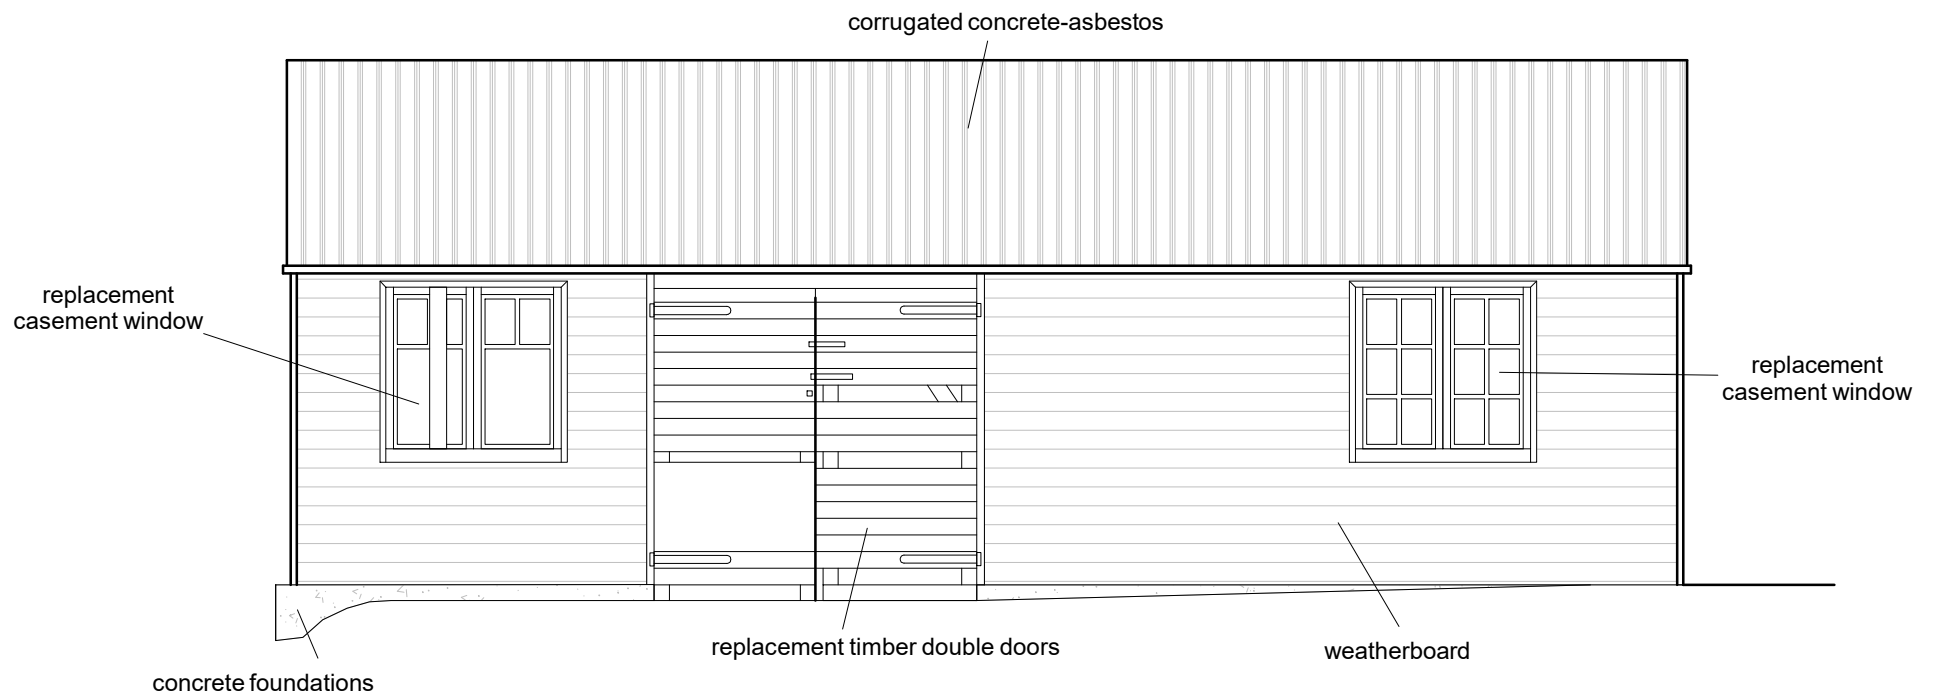 corrugated concrete-asbestos
replacement
casement window
replacement
casement window
replacement timber double doors
weatherboard
concrete foundations